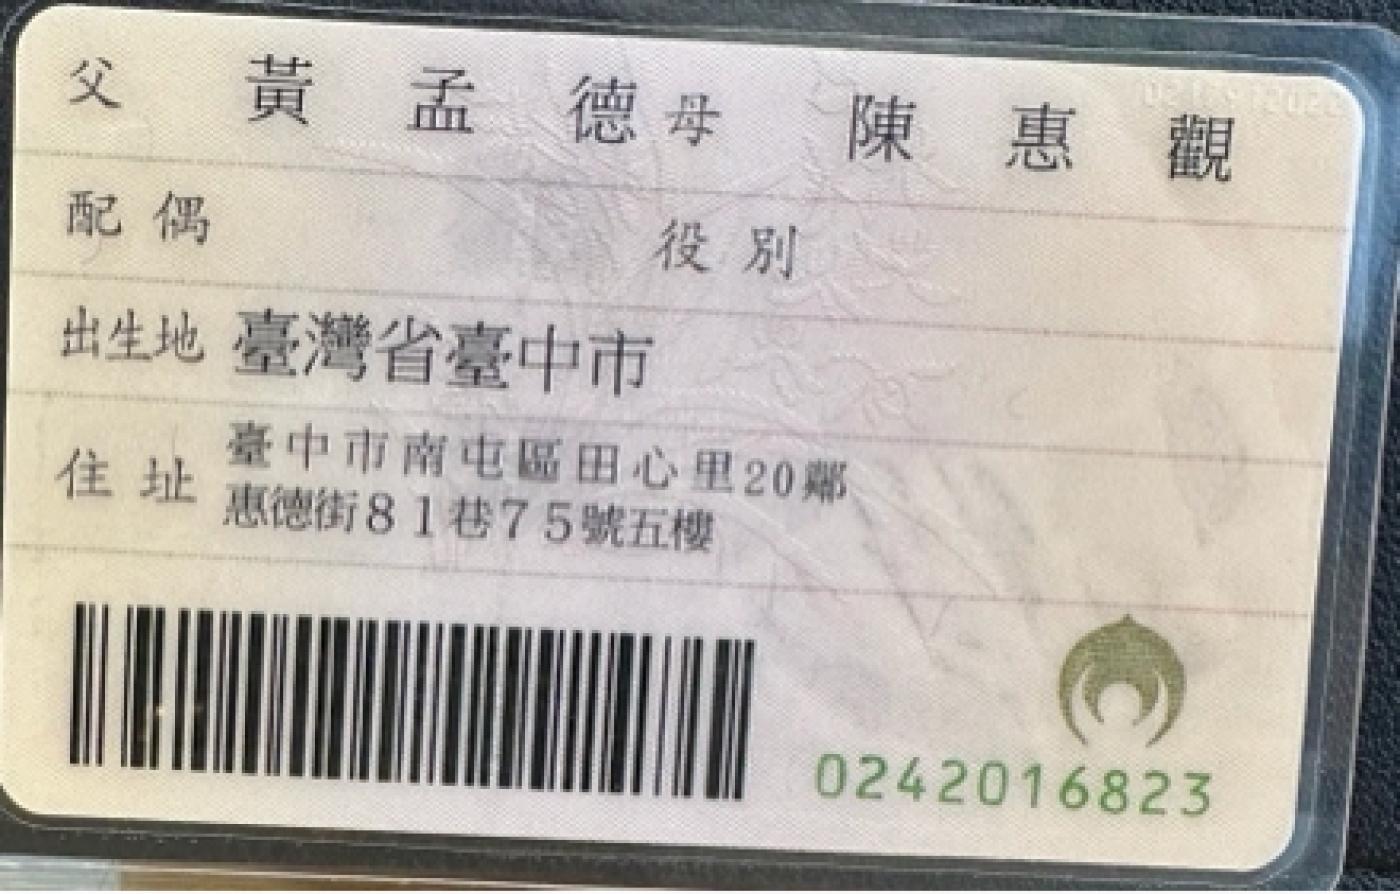 父 黃孟德 母 陳惠觀
配偶 役別
出生地 臺灣省臺中市
住址 臺中市南屯區田心里20鄰
惠德街81巷75號五樓
0242016823